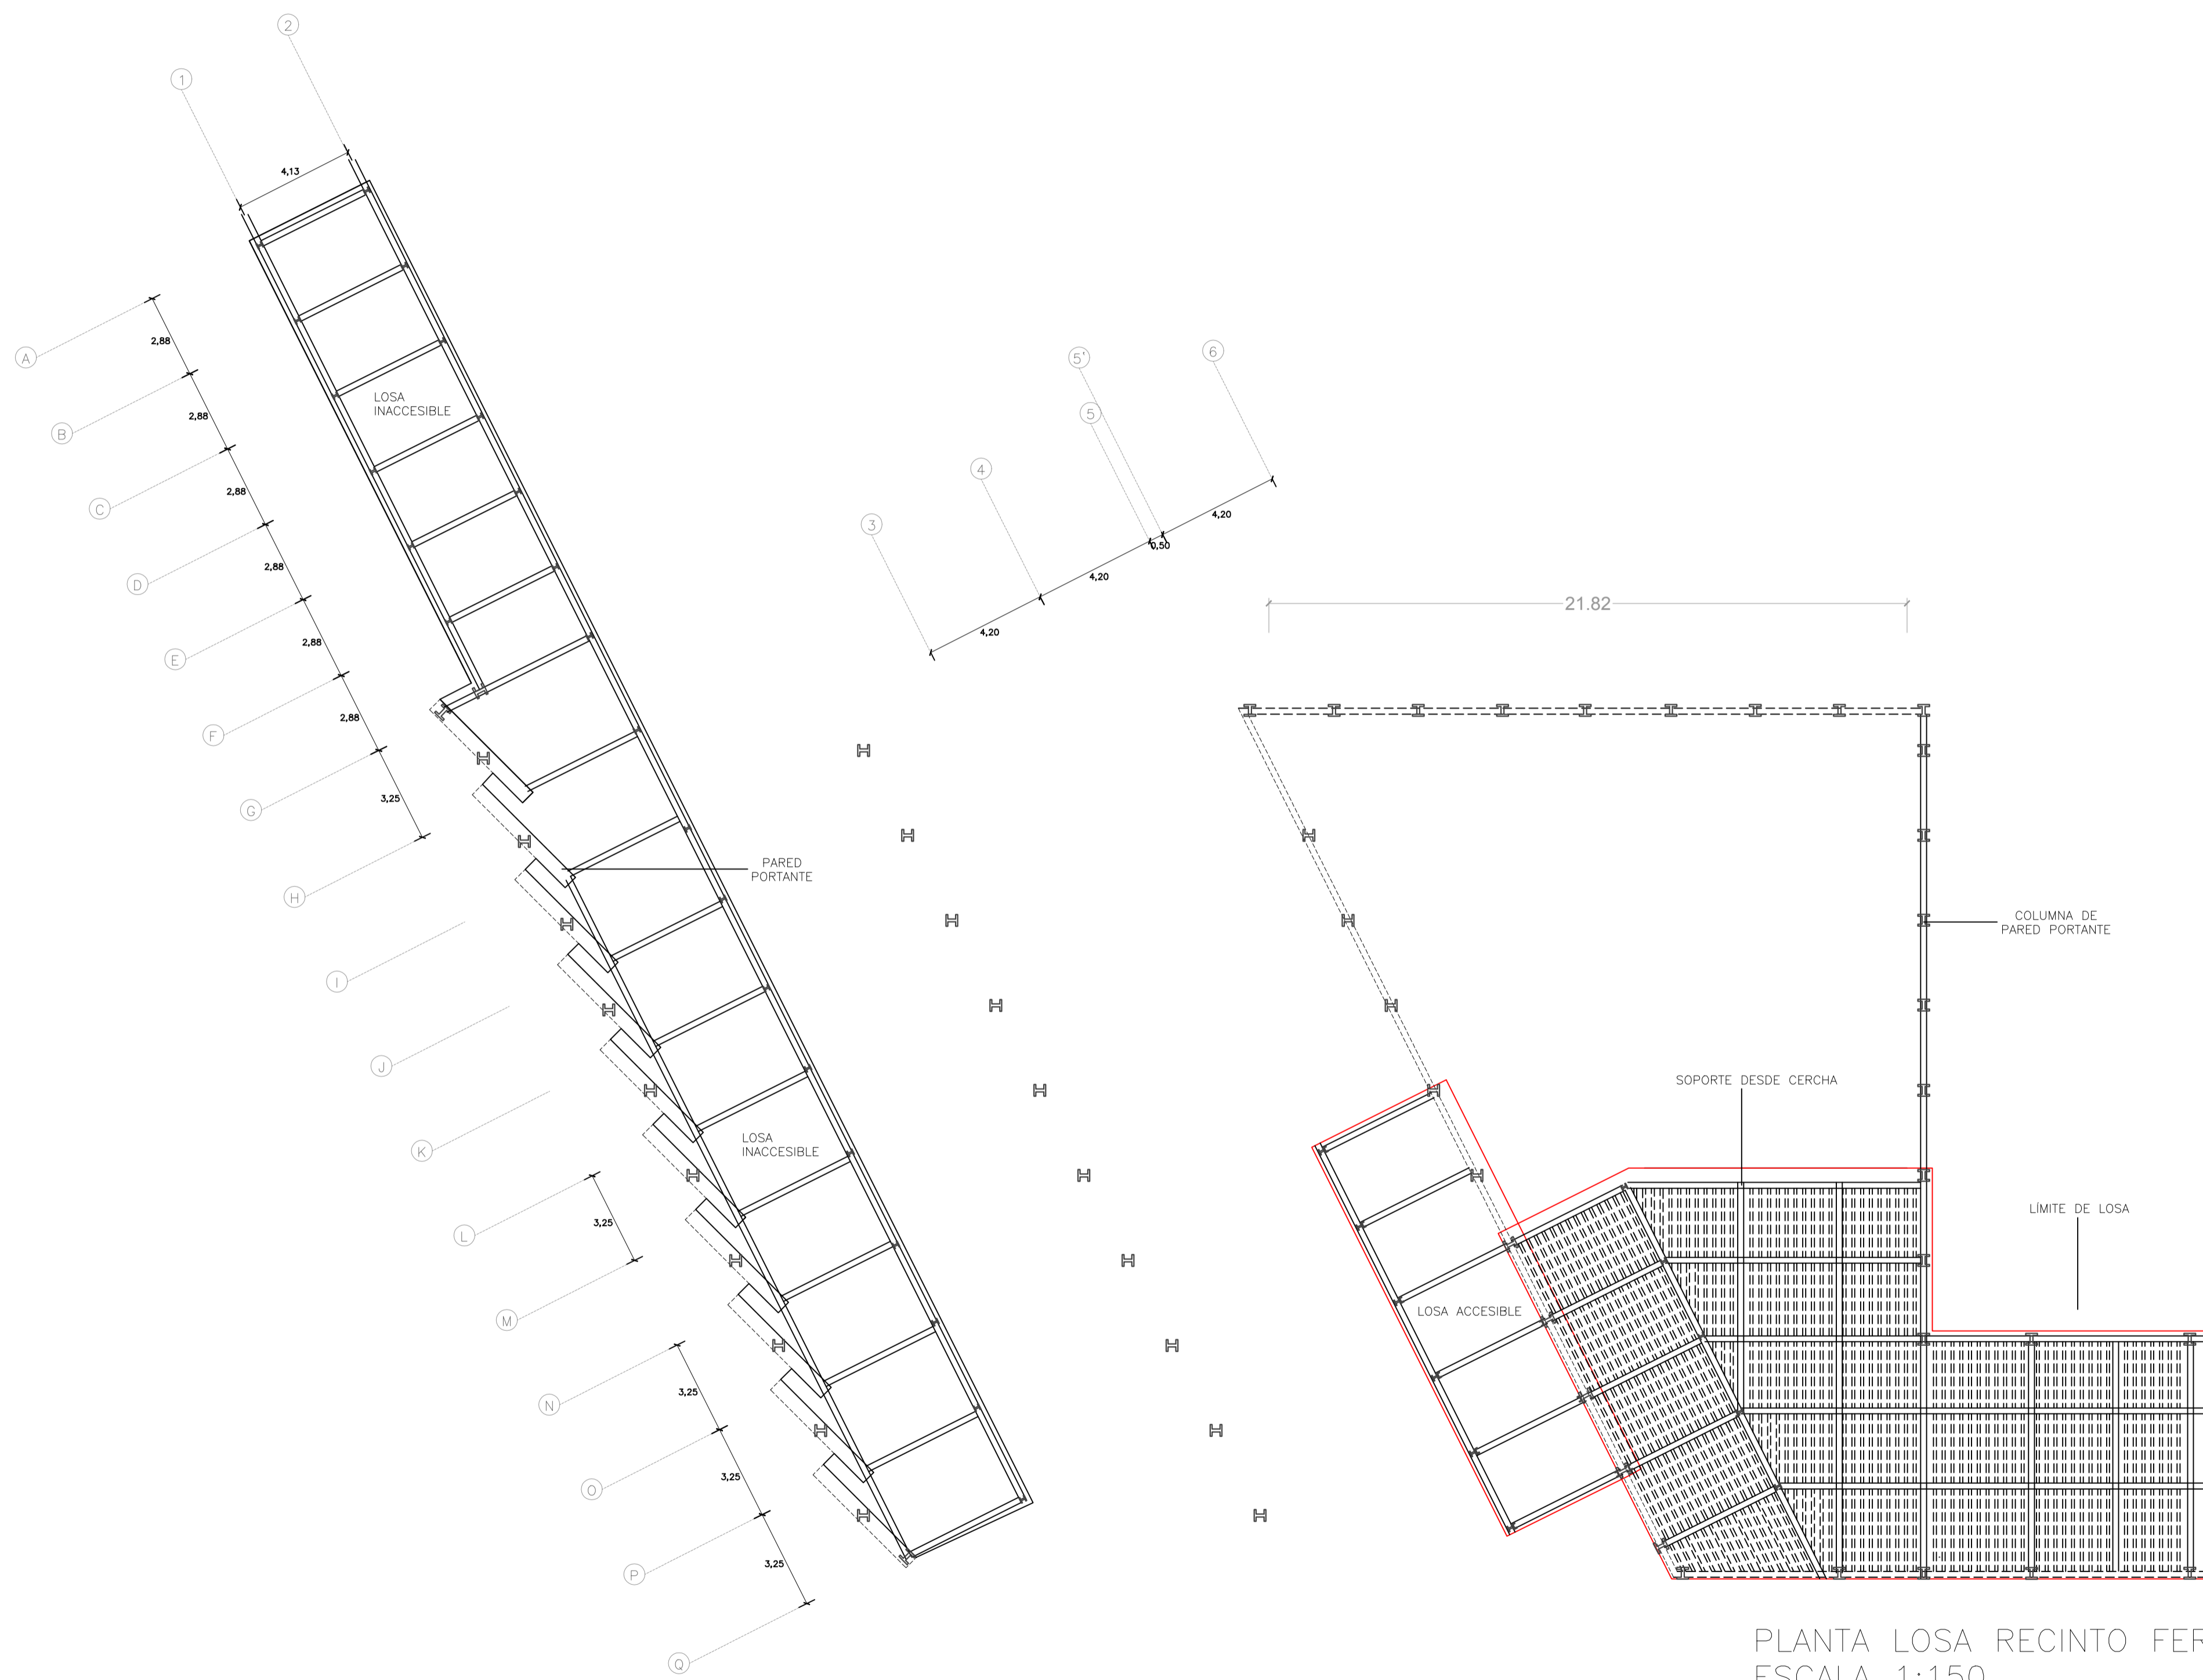 2
1
4,13
A
2,88
B
2,88
C
2,88
D
2,88
E
2,88
F
2,88
G
3,25
H
I
J
K
L
3,25
M
N
3,25
O
3,25
P
3,25
Q
LOSA
INACCESIBLE
PARED
PORTANTE
LOSA
INACCESIBLE
3
4
5
5'
6
4,20
4,20
0,50
4,20
21.82
COLUMNA DE
PARED PORTANTE
SOPORTE DESDE CERCHA
LÍMITE DE LOSA
LOSA ACCESIBLE
PLANTA LOSA RECINTO FER
ESCALA 1:150